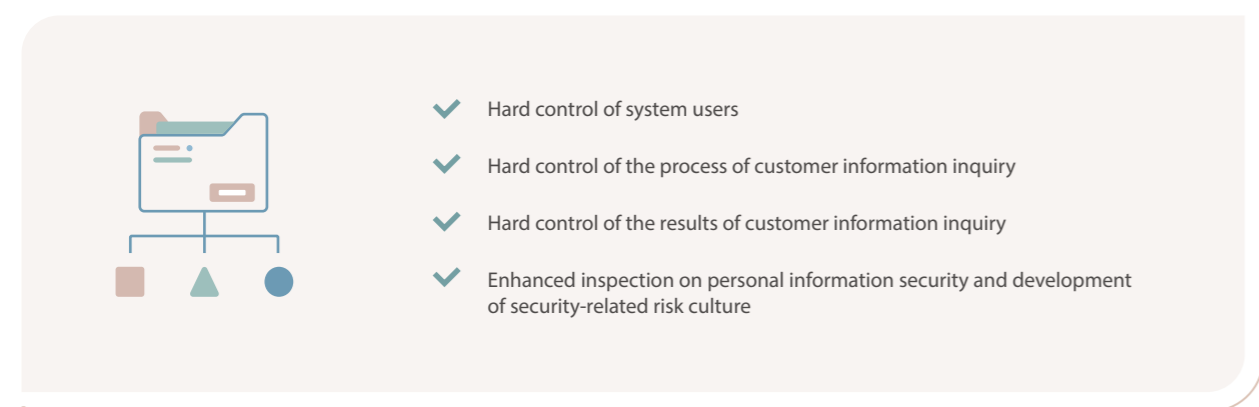 Hard control of system users
Hard control of the process of customer information inquiry
Hard control of the results of customer information inquiry
Enhanced inspection on personal information security and development
of security-related risk culture